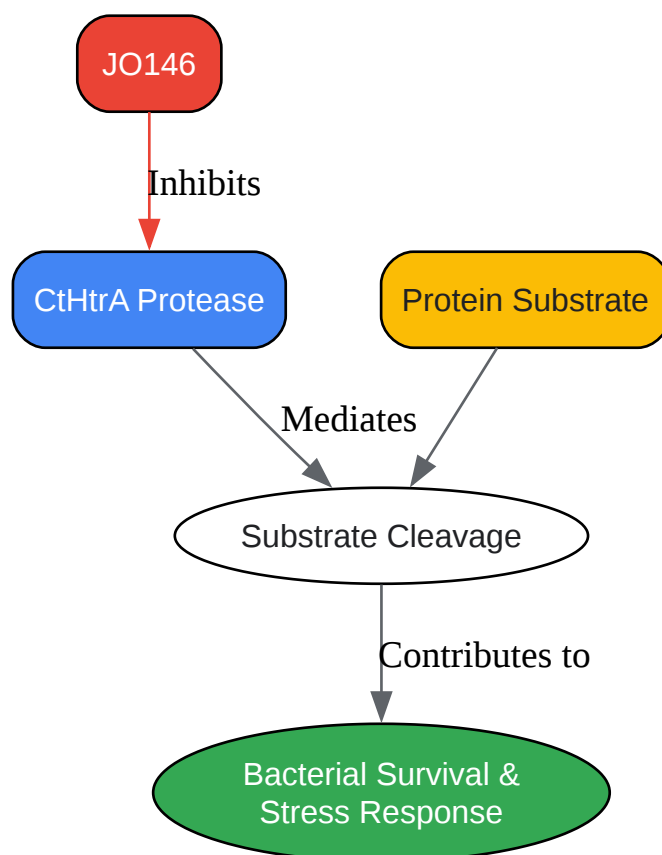 JO146
Inhibits
CtHtrA Protease
Protein Substrate
Mediates
Substrate Cleavage
Contributes to
Bacterial Survival &
Stress Response